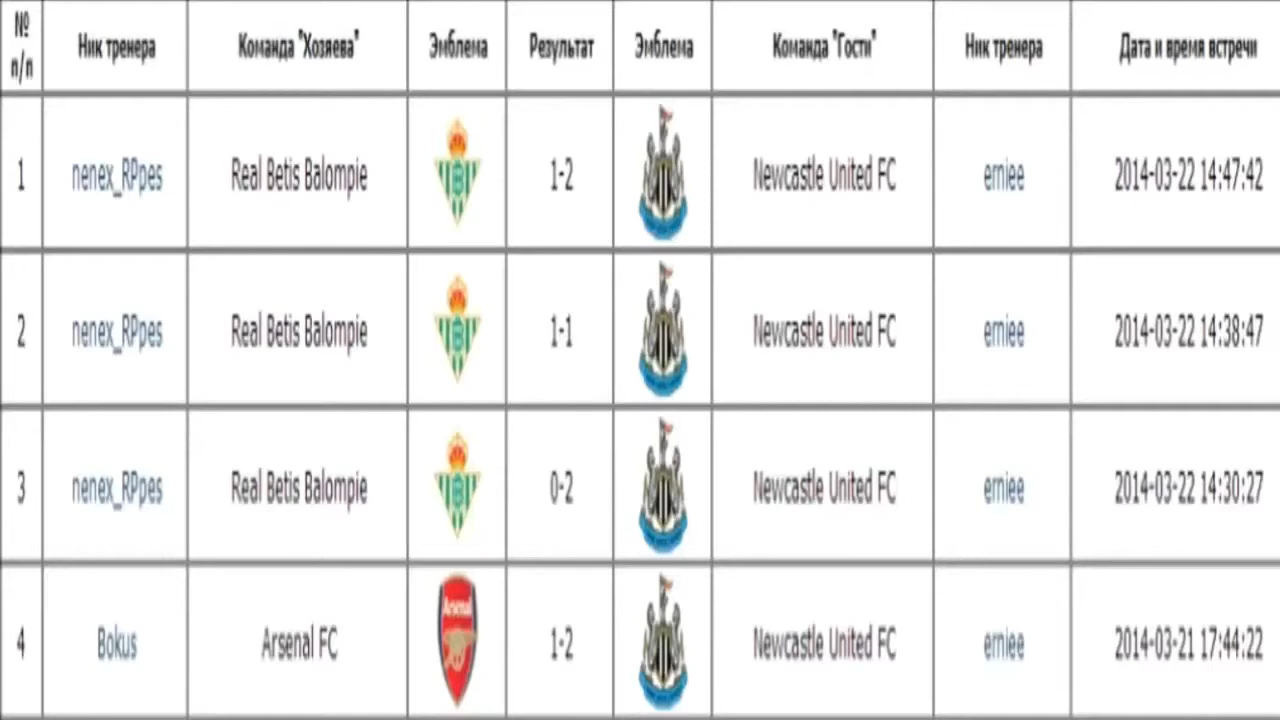 № п/п Ник тренера Команда "Хозяева" Эмблема Результат Эмблема Команда "Гости" Ник тренера Дата и время встречи
1 nenex_RPpes Real Betis Balompie 1-2 Newcastle United FC erniee 2014-03-22 14:47:42
2 nenex_RPpes Real Betis Balompie 1-1 Newcastle United FC erniee 2014-03-22 14:38:47
3 nenex_RPpes Real Betis Balompie 0-2 Newcastle United FC erniee 2014-03-22 14:30:27
4 Bokus Arsenal FC Arsenal 1-2 Newcastle United FC erniee 2014-03-21 17:44:22